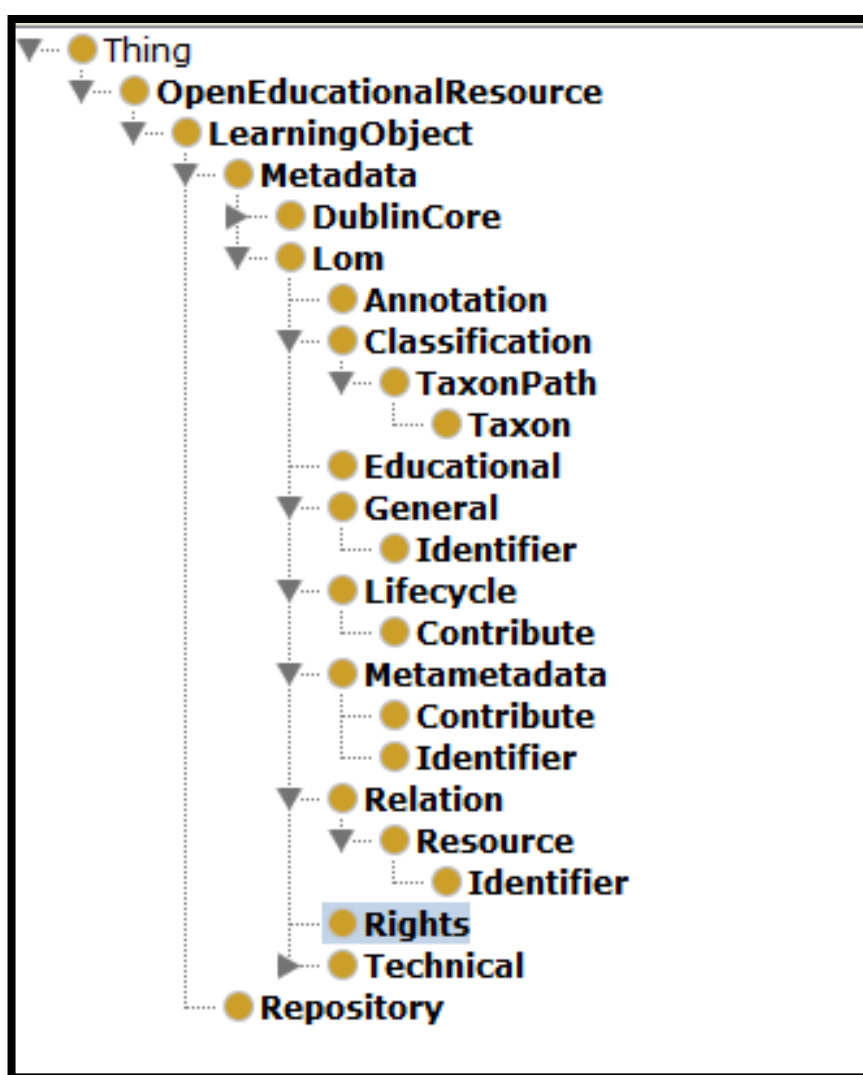 Thing
OpenEducationalResource
LearningObject
Metadata
DublinCore
Lom
Annotation
Classification
TaxonPath
Taxon
Educational
General
Identifier
Lifecycle
Contribute
Metametadata
Contribute
Identifier
Relation
Resource
Identifier
Rights
Technical
Repository